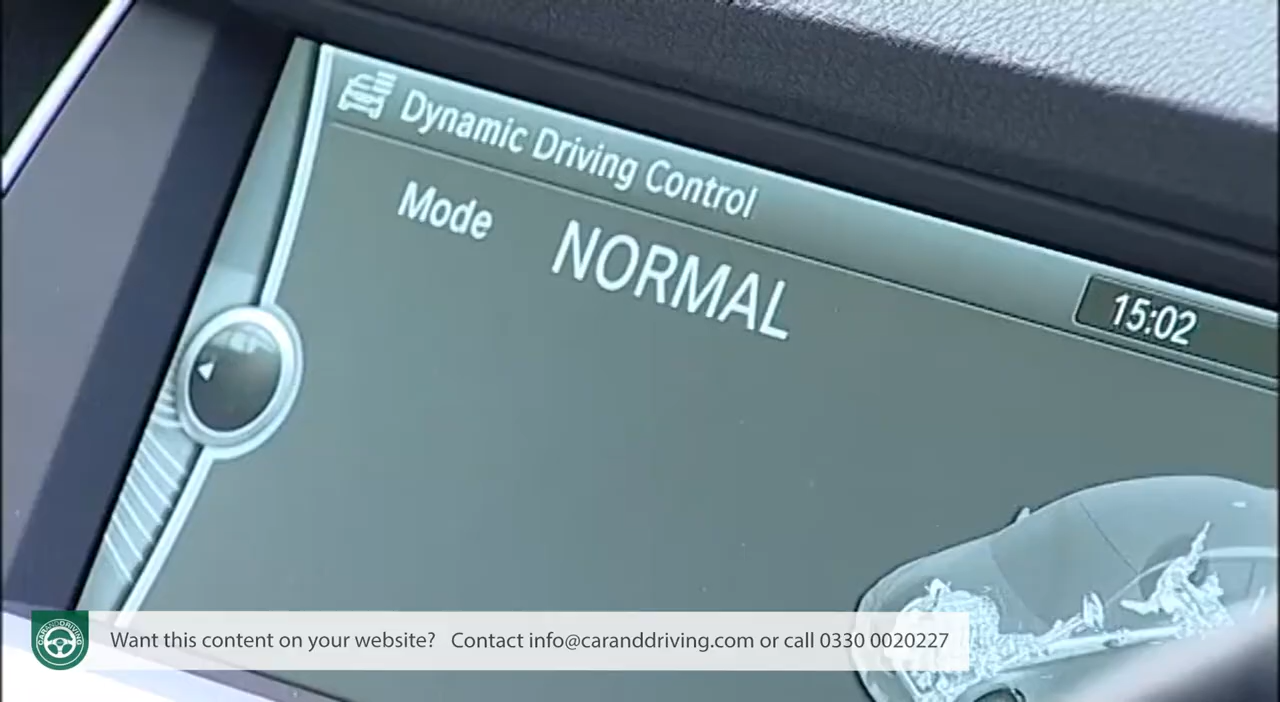 Dynamic Driving Control
Mode NORMAL
15:02
CARANDDRIVING
Want this content on your website? Contact info@caranddriving.com or call 0330 0020227